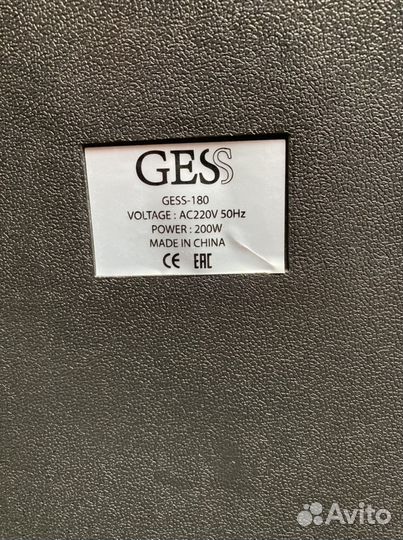 GESS
GESS-180
VOLTAGE : AC220V 50Hz
POWER : 200W
MADE IN CHINA
CE EAC
Avito